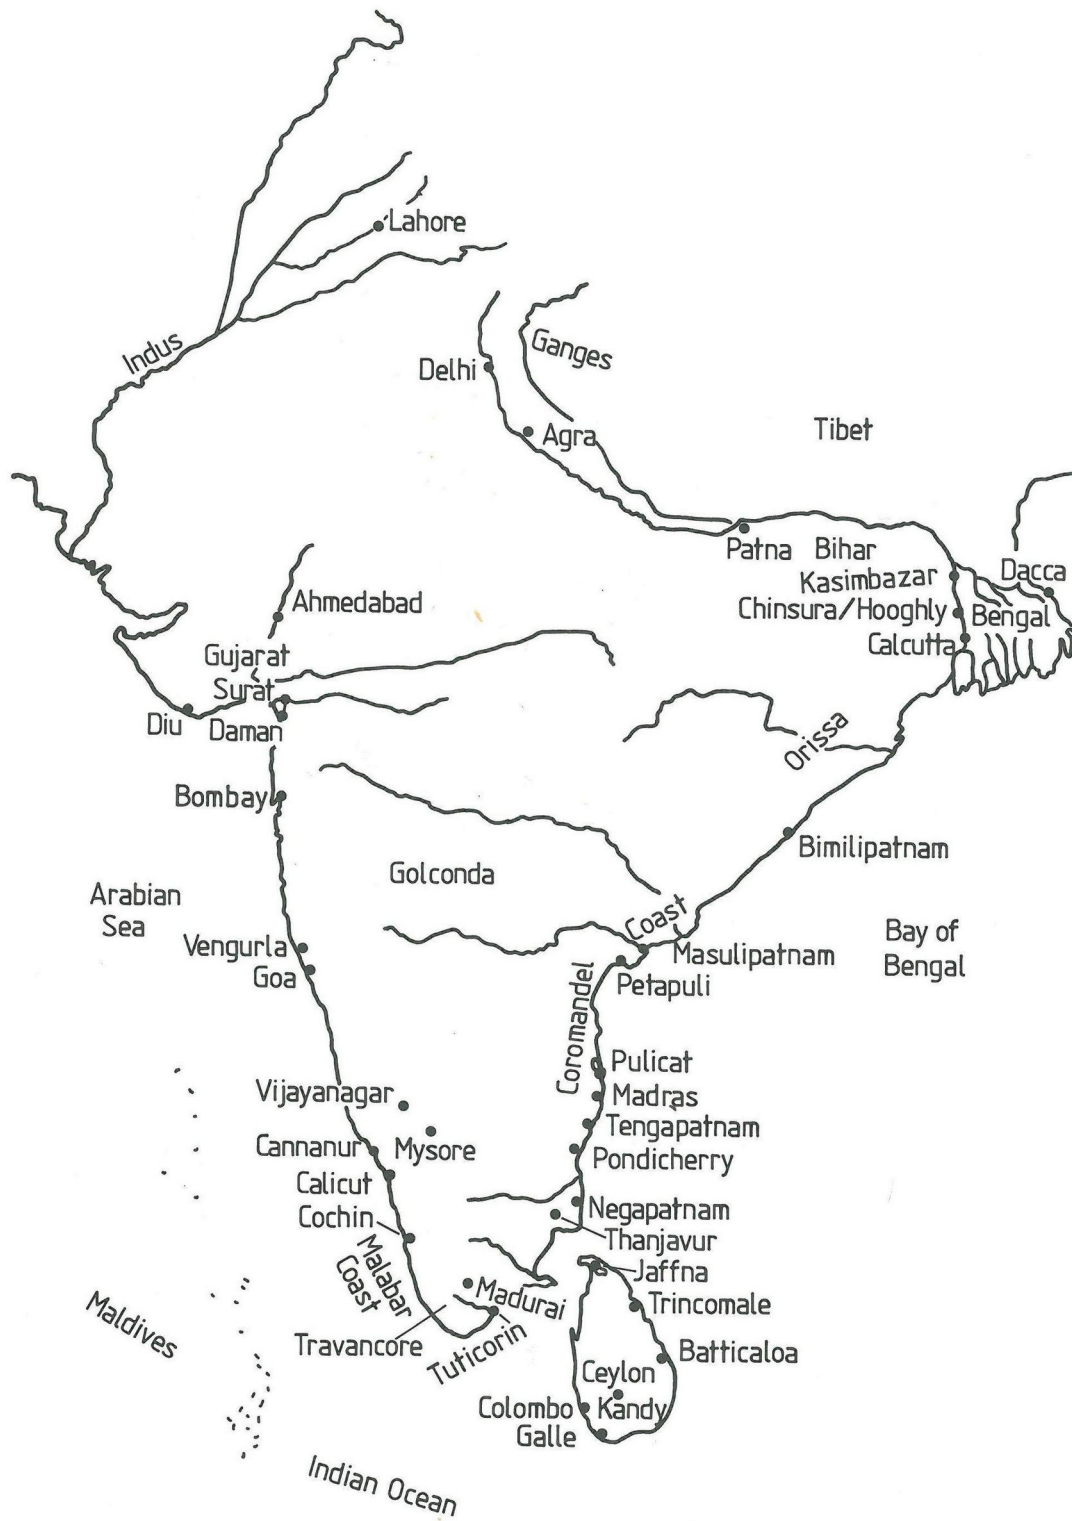 Lahore
Indus
Ganges
Delhi
Agra
Tibet
Patna
Bihar
Kasimbazar
Dacca
Ahmedabad
Chinsura/Hooghly
Bengal
Calcutta
Gujarat
Surat
Diu
Daman
Orissa
Bombay
Bimilipatnam
Golconda
Arabian
Sea
Coast
Bay of
Bengal
Vengurla
Masulipatnam
Goa
Petapuli
Coromandel
Pulicat
Vijayanagar
Madras
Tengapatnam
Cannanur
Mysore
Pondicherry
Calicut
Negapatnam
Cochin
Thanjavur
Malabar
Coast
Jaffna
Madurai
Trincomale
Maldives
Travancore
Tuticorin
Batticaloa
Ceylon
Colombo
Kandy
Galle
Indian Ocean